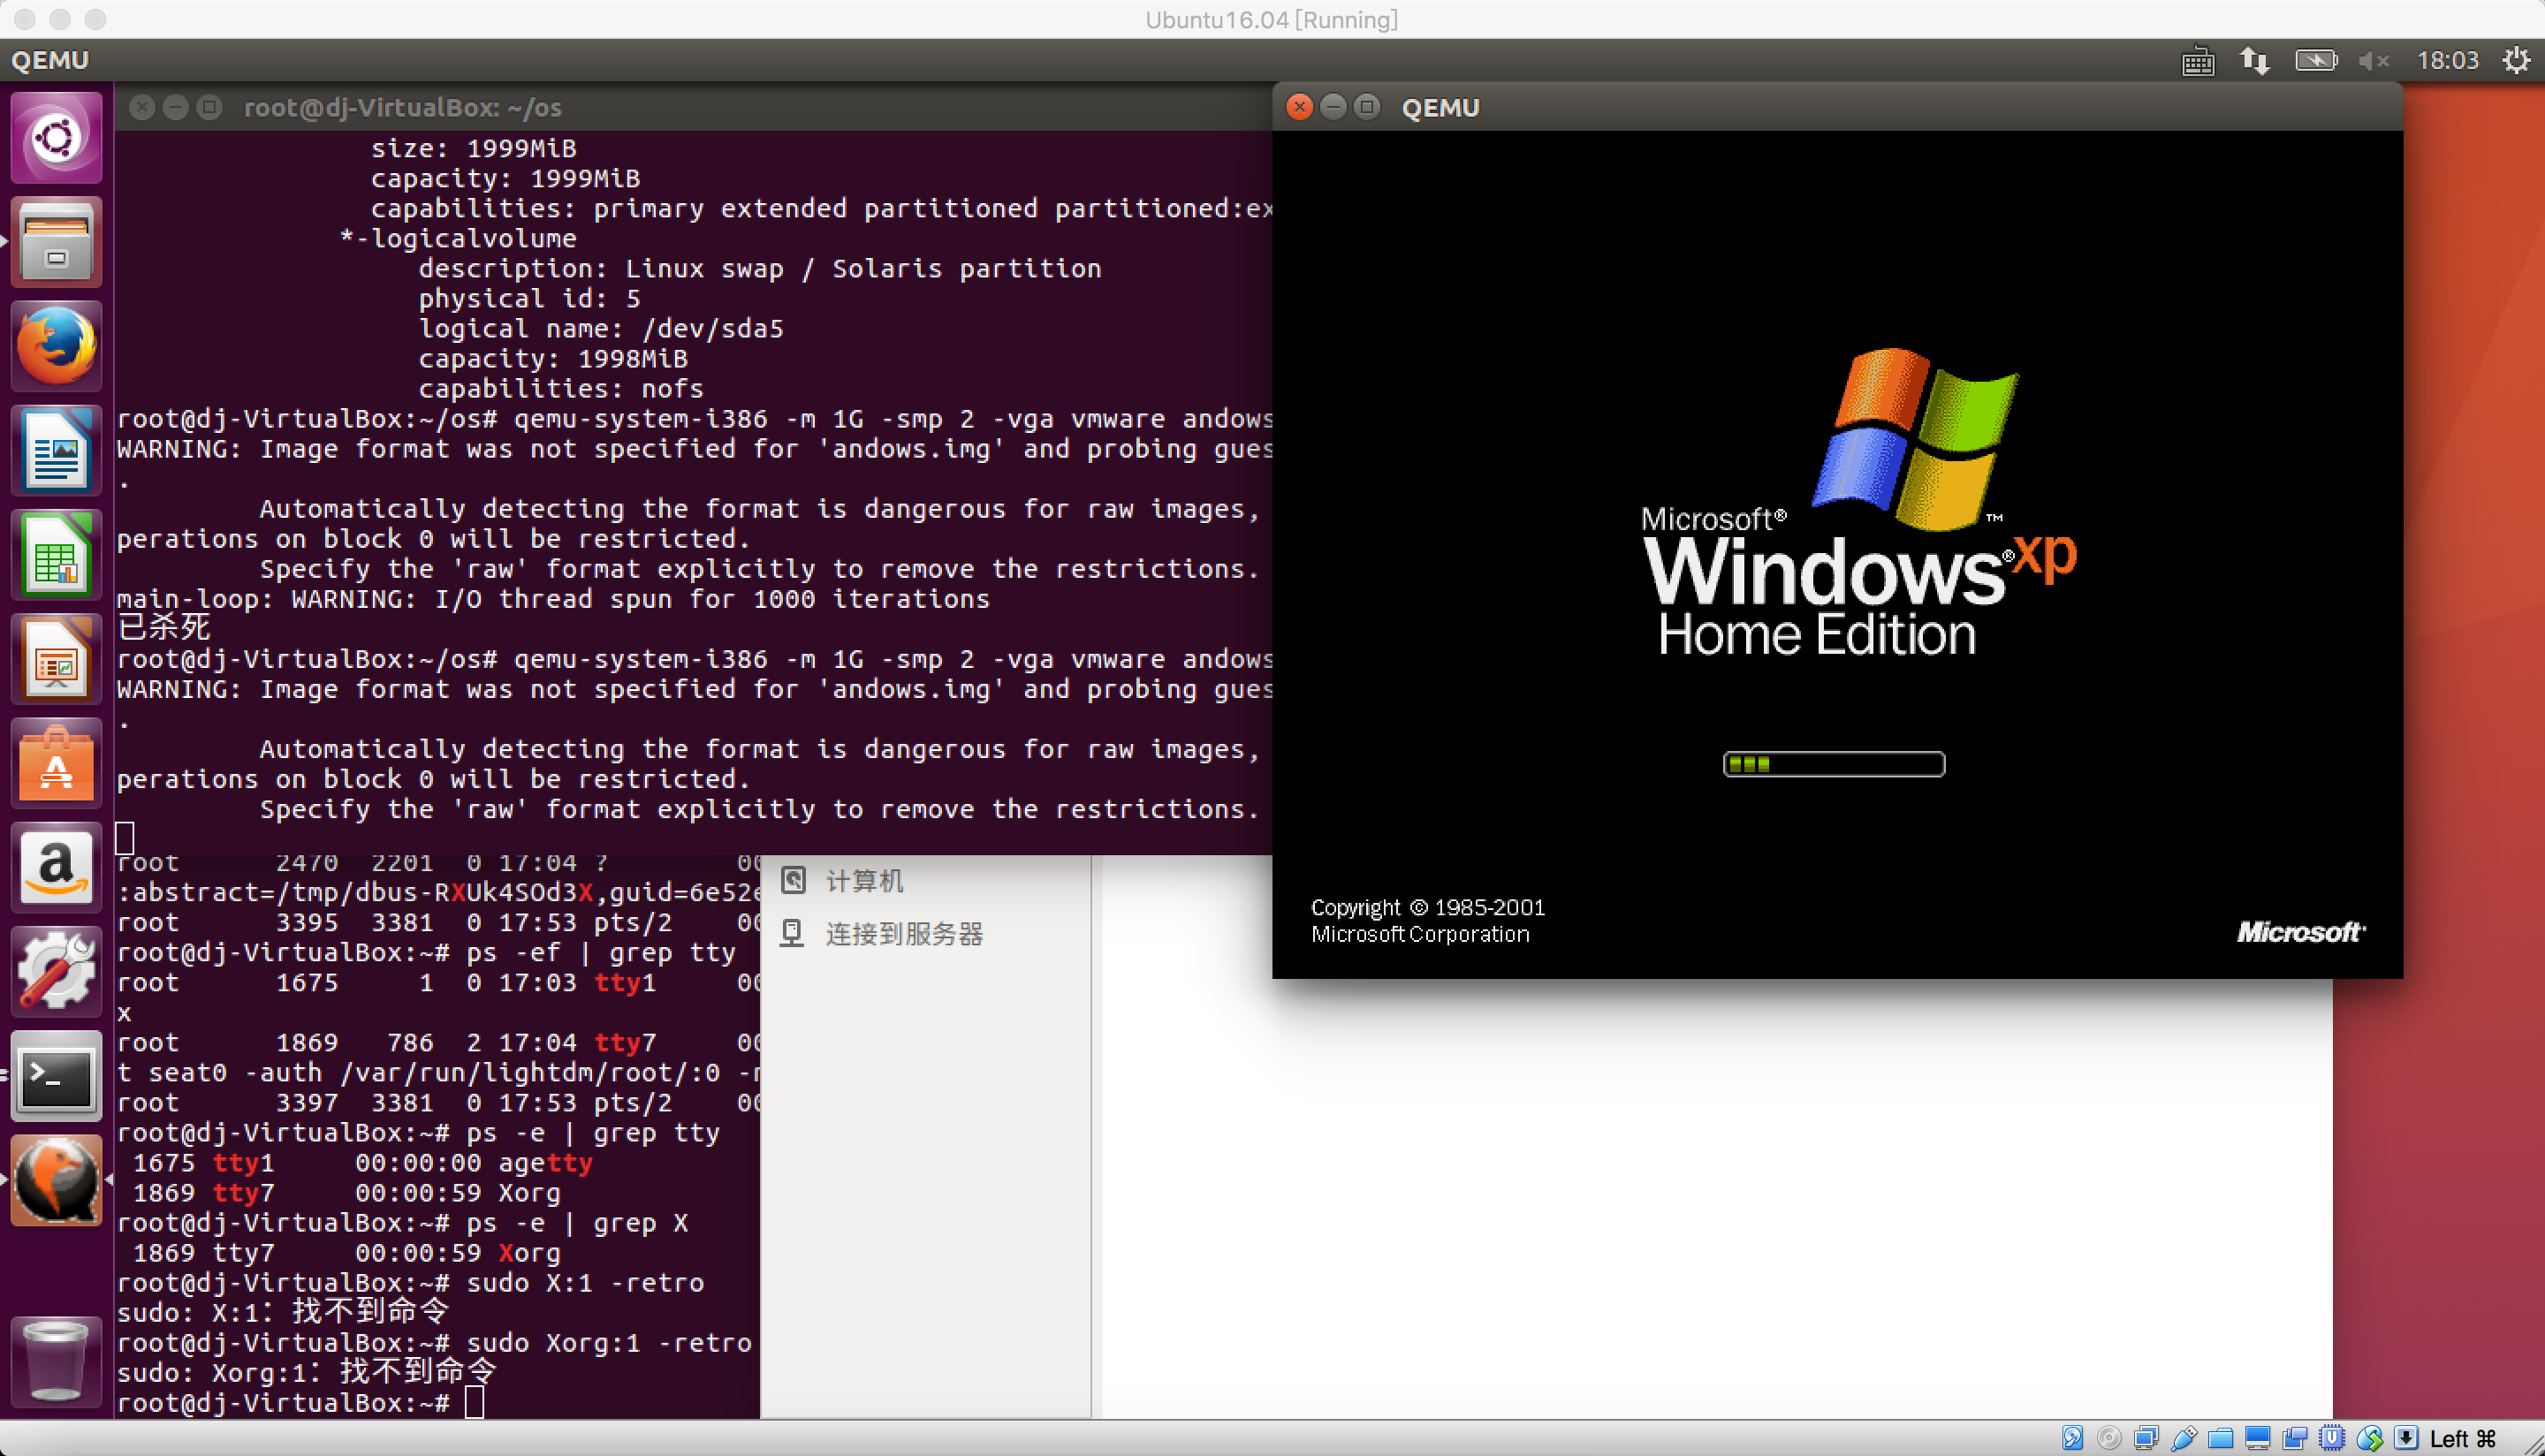 Ubuntu16.04 [Running]
QEMU
18:03
root@dj-VirtualBox: ~/os
size: 1999MiB
capacity: 1999MiB
capabilities: primary extended partitioned partitioned:ex
*-logicalvolume
description: Linux swap / Solaris partition
physical id: 5
logical name: /dev/sda5
capacity: 1998MiB
capabilities: nofs
root@dj-VirtualBox:~/os# qemu-system-i386 -m 1G -smp 2 -vga vmware andows
WARNING: Image format was not specified for 'andows.img' and probing gues
.
Automatically detecting the format is dangerous for raw images,
perations on block 0 will be restricted.
Specify the 'raw' format explicitly to remove the restrictions.
main-loop: WARNING: I/O thread spun for 1000 iterations
已杀死
root@dj-VirtualBox:~/os# qemu-system-i386 -m 1G -smp 2 -vga vmware andows
WARNING: Image format was not specified for 'andows.img' and probing gues
.
Automatically detecting the format is dangerous for raw images,
perations on block 0 will be restricted.
Specify the 'raw' format explicitly to remove the restrictions.
root 2470 2201 0 17:04 ? 00
:abstract=/tmp/dbus-RXUk4SOd3X,guid=6e52e
root 3395 3381 0 17:53 pts/2 00
root@dj-VirtualBox:~# ps -ef | grep tty
root 1675 1 0 17:03 tty1 00
x
root 1869 786 2 17:04 tty7 00
t seat0 -auth /var/run/lightdm/root/:0 -n
root 3397 3381 0 17:53 pts/2 00
root@dj-VirtualBox:~# ps -e | grep tty
1675 tty1 00:00:00 agetty
1869 tty7 00:00:59 Xorg
root@dj-VirtualBox:~# ps -e | grep X
1869 tty7 00:00:59 Xorg
root@dj-VirtualBox:~# sudo X:1 -retro
sudo: X:1: 找不到命令
root@dj-VirtualBox:~# sudo Xorg:1 -retro
sudo: Xorg:1: 找不到命令
root@dj-VirtualBox:~#
计算机
连接到服务器
QEMU
Microsoft®
Windows® xp
Home Edition
Copyright © 1985-2001
Microsoft Corporation
Microsoft
Left ⌘